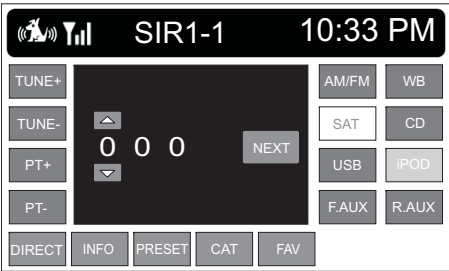 SIR1-1 10:33 PM
TUNE+ AM/FM WB
TUNE- SAT CD
0 0 0 NEXT
PT+ USB iPOD
PT- F.AUX R.AUX
DIRECT INFO PRESET CAT FAV